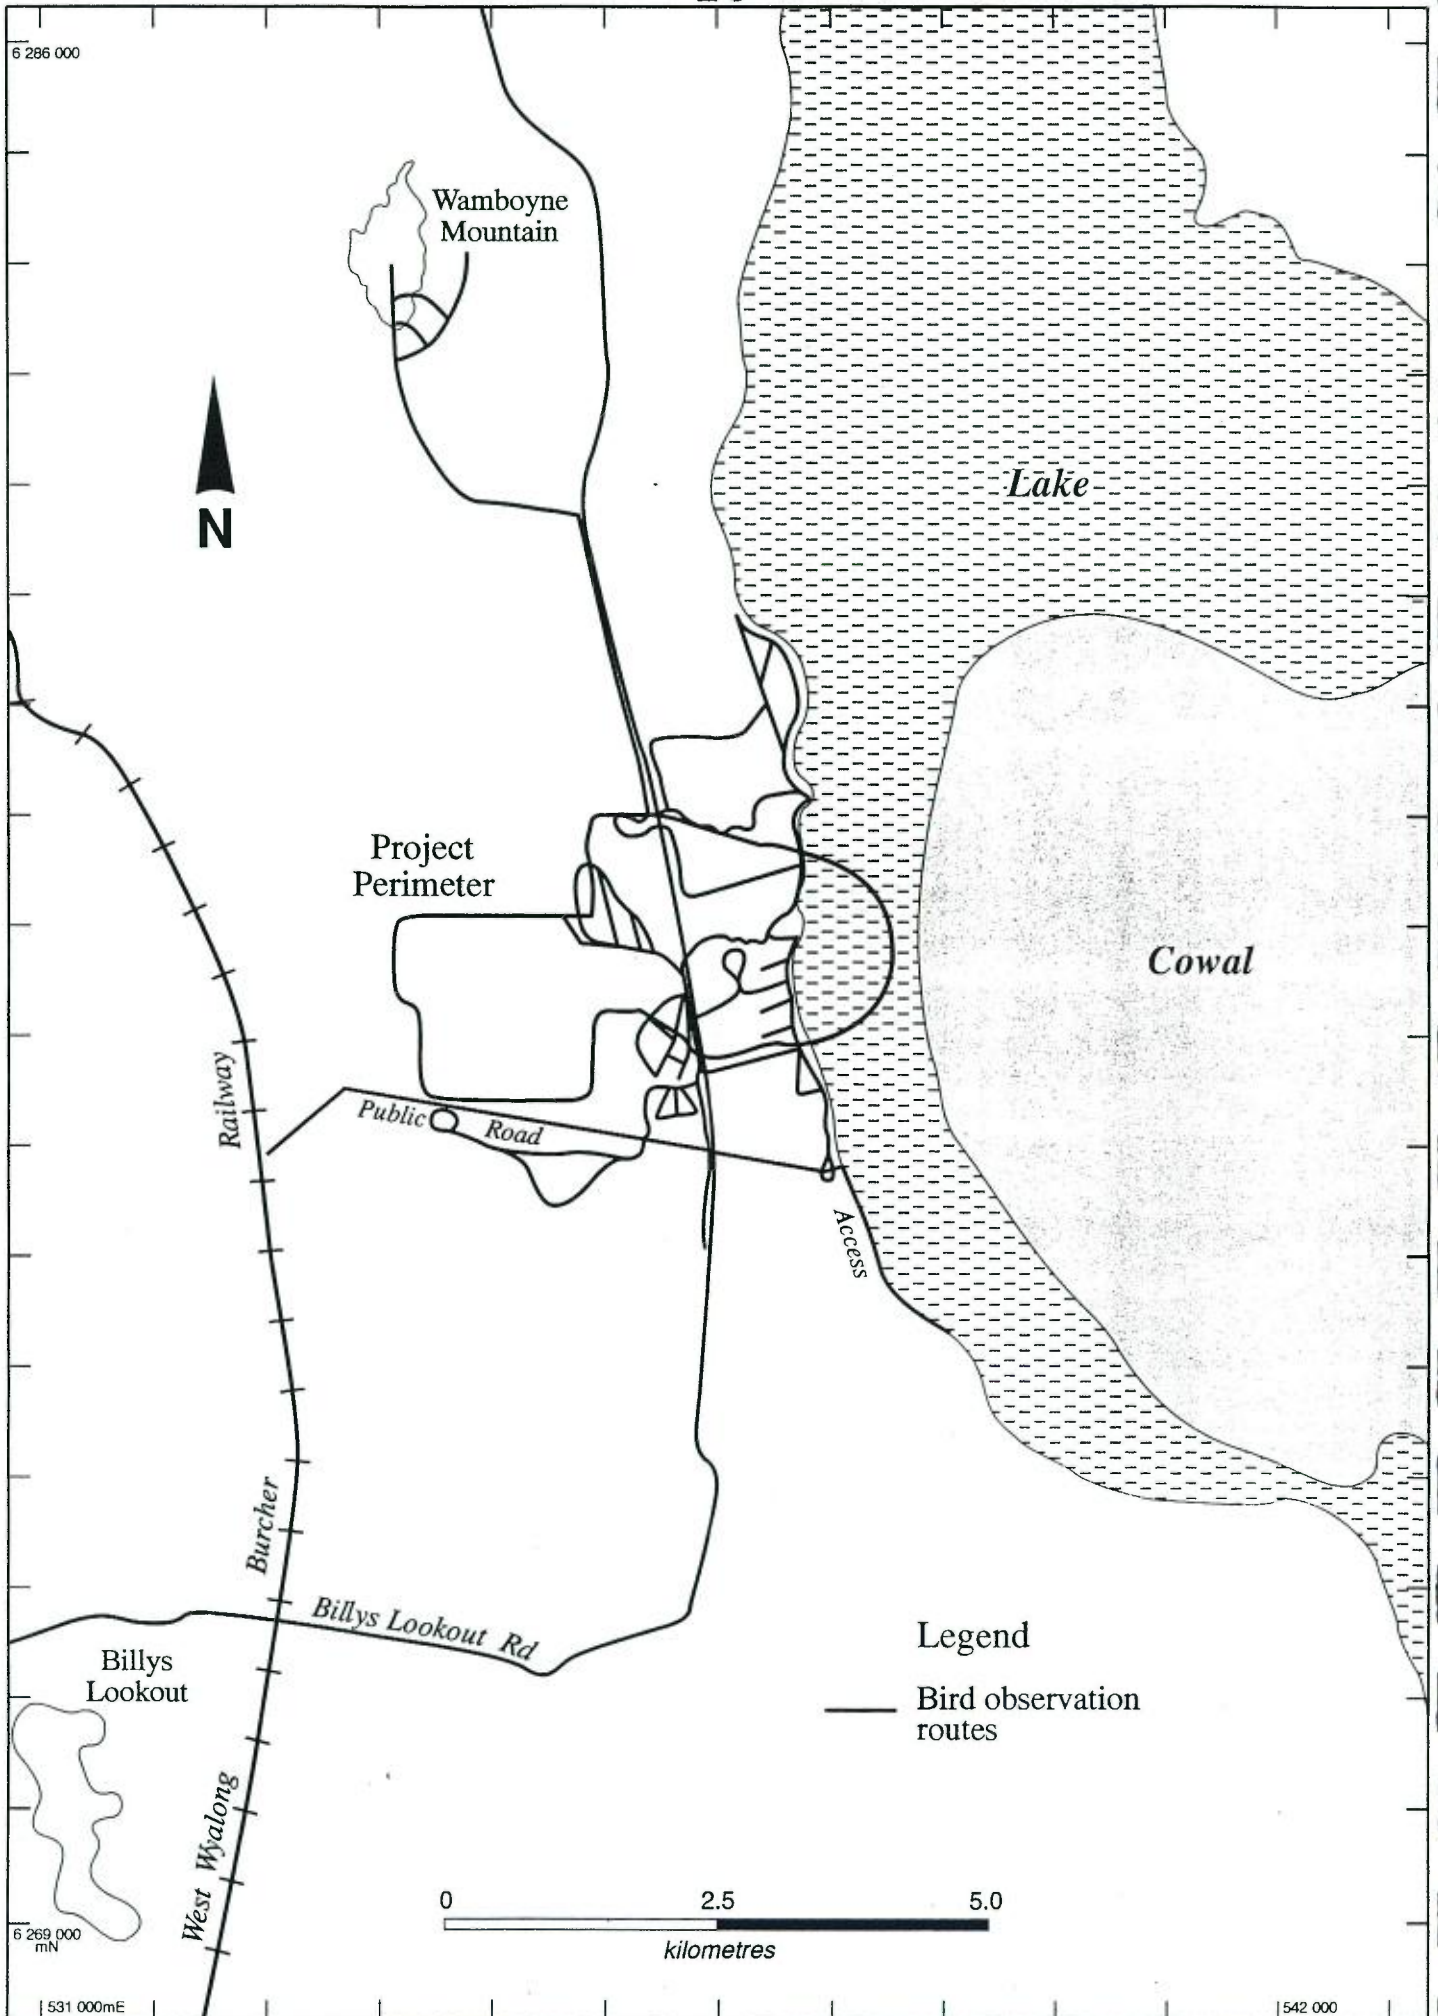 6 286 000
Wamboyne
Mountain
N
Lake
Project
Perimeter
Cowal
Railway
Public Road
Access
Burcher
Billys Lookout Rd
Billys
Lookout
Legend
Bird observation
routes
West Wyalong
0 2.5 5.0
kilometres
6 269 000
mN
531 000mE
542 000